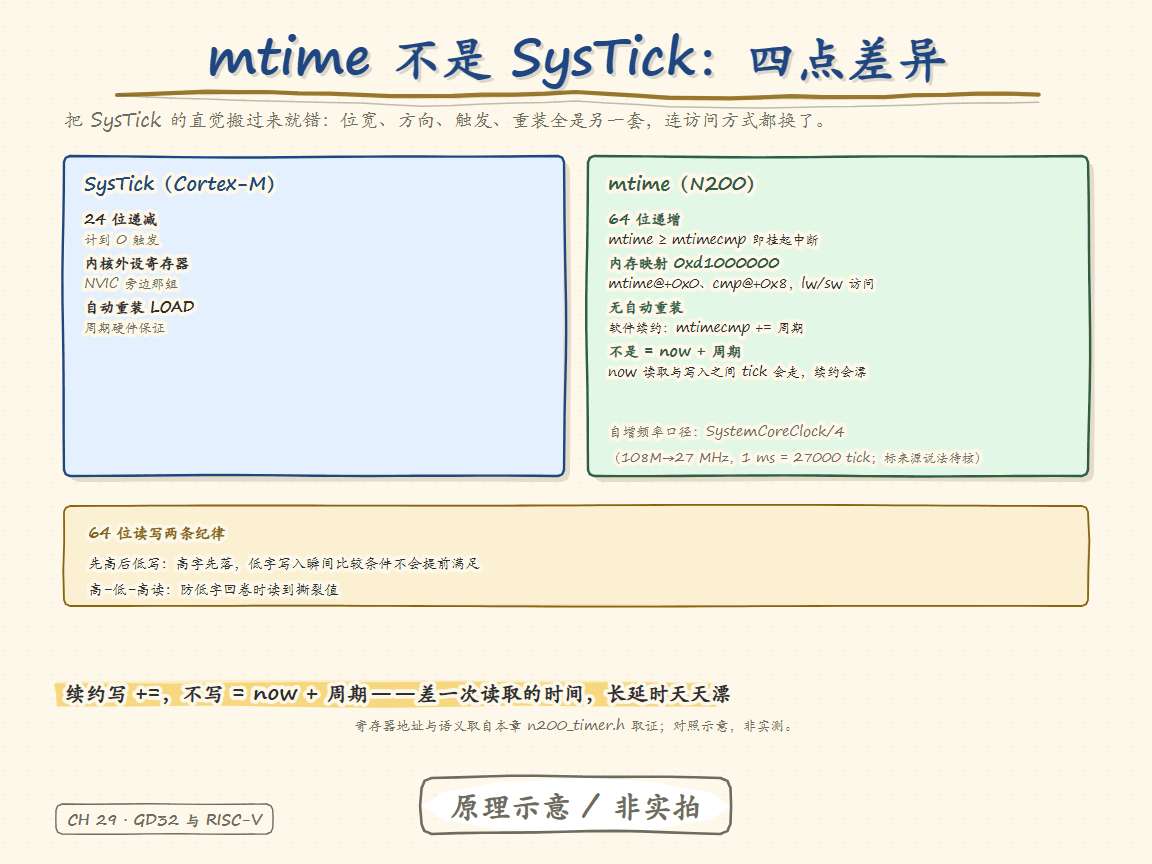 mtime 不是 SysTick：四点差异
把 SysTick 的直觉搬过来就错：位宽、方向、触发、重装全是另一套，连访问方式都换了。
SysTick（Cortex-M）
24 位递减
计到 0 触发
内核外设寄存器
NVIC 旁边那组
自动重装 LOAD
周期硬件保证
mtime（N200）
64 位递增
mtime ≥ mtimecmp 即挂起中断
内存映射 0xd1000000
mtime@+0x0、cmp@+0x8，lw/sw 访问
无自动重装
软件续约：mtimecmp += 周期
不是 = now + 周期
now 读取与写入之间 tick 会走，续约会漂
自增频率口径：SystemCoreClock/4
（108M→27 MHz，1 ms = 27000 tick；标来源说法待核）
64 位读写两条纪律
先高后低写：高字先落，低字写入瞬间比较条件不会提前满足
高-低-高读：防低字回卷时读到撕裂值
续约写 +=，不写 = now + 周期——差一次读取的时间，长延时天天漂
寄存器地址与语义取自本章 n200_timer.h 取证；对照示意，非实测。
原理示意 / 非实拍
CH 29 · GD32 与 RISC-V